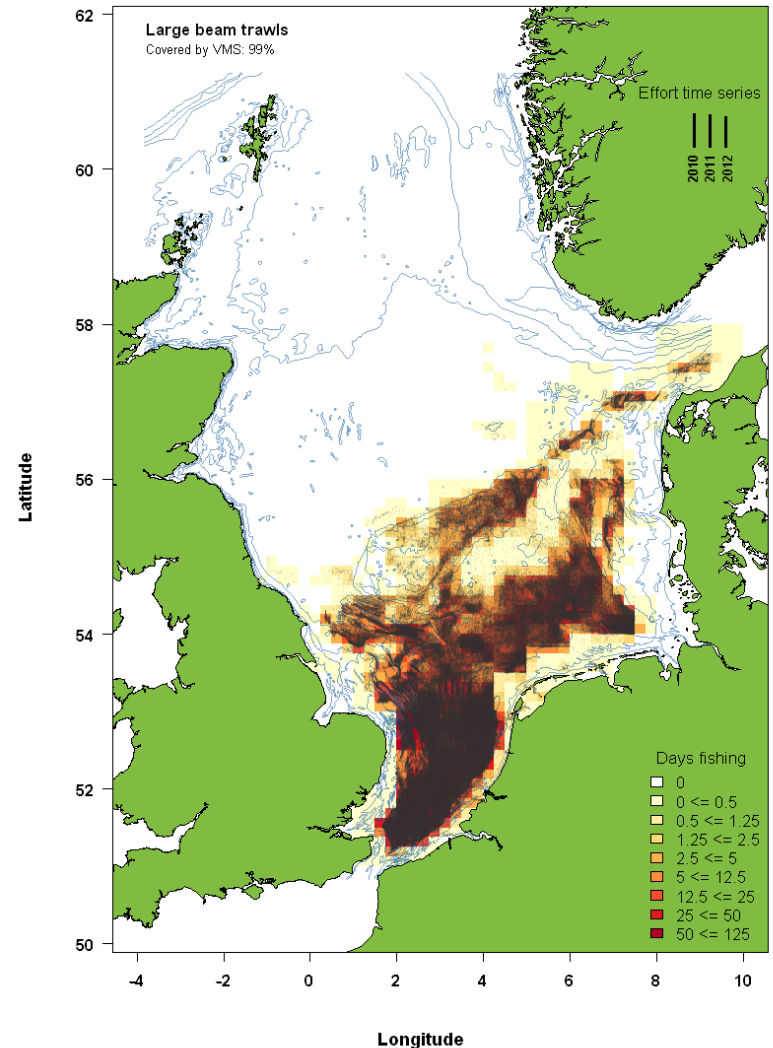 Large beam trawls
Covered by VMS: 99%
Effort time series
2010
2011
2012
62
60
58
56
54
52
50
Latitude
Days fishing
0
0 <= 0.5
0.5 <= 1.25
1.25 <= 2.5
2.5 <= 5
5 <= 12.5
12.5 <= 25
25 <= 50
50 <= 125
-4 -2 0 2 4 6 8 10
Longitude